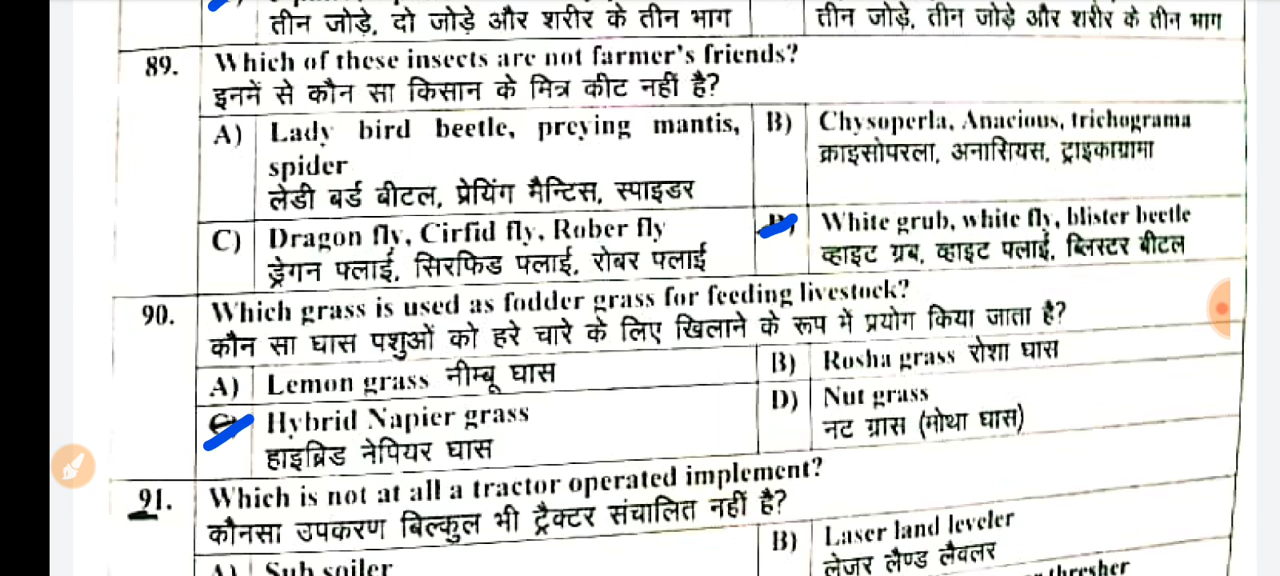 तीन जोड़े, दो जोड़े और शरीर के तीन भाग
तीन जोड़े, तीन जोड़े और शरीर के तीन भाग
89. Which of these insects are not farmer's friends?
इनमें से कौन सा किसान के मित्र कीट नहीं है?
A) Lady bird beetle, preying mantis,
spider
लेडी बर्ड बीटल, प्रेयिंग मैन्टिस, स्पाइडर
B) Chysoperla, Anacious, trichograma
क्राइसोपरला, अनासियस, ट्राइकाग्रामा
C) Dragon fly, Cirfid fly, Rober fly
ड्रेगन फ्लाई, सिरफिड फ्लाई, रोबर फ्लाई
D) White grub, white fly, blister beetle
व्हाइट ग्रब, व्हाइट फ्लाई, ब्लिस्टर बीटल
90. Which grass is used as fodder grass for feeding livestock?
कौन सा घास पशुओं को हरे चारे के लिए खिलाने के रूप में प्रयोग किया जाता है?
A) Lemon grass नीम्बू घास
B) Rosha grass रोशा घास
C) Hybrid Napier grass
हाइब्रिड नेपियर घास
D) Nut grass
नट ग्रास (मोथा घास)
91. Which is not at all a tractor operated implement?
कौनसा उपकरण बिल्कुल भी ट्रैक्टर संचालित नहीं है?
A) Sub soiler
B) Laser land leveler
लेजर लैण्ड लैवलर
thresher